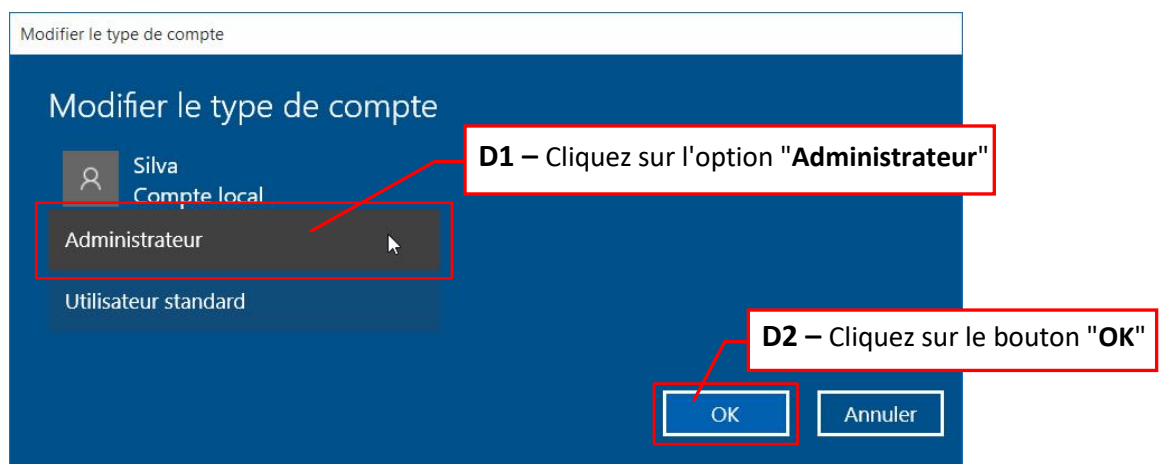 Modifier le type de compte
Modifier le type de compte
D1 – Cliquez sur l'option "Administrateur"
Silva
Compte local
Administrateur
Utilisateur standard
D2 – Cliquez sur le bouton "OK"
OK
Annuler